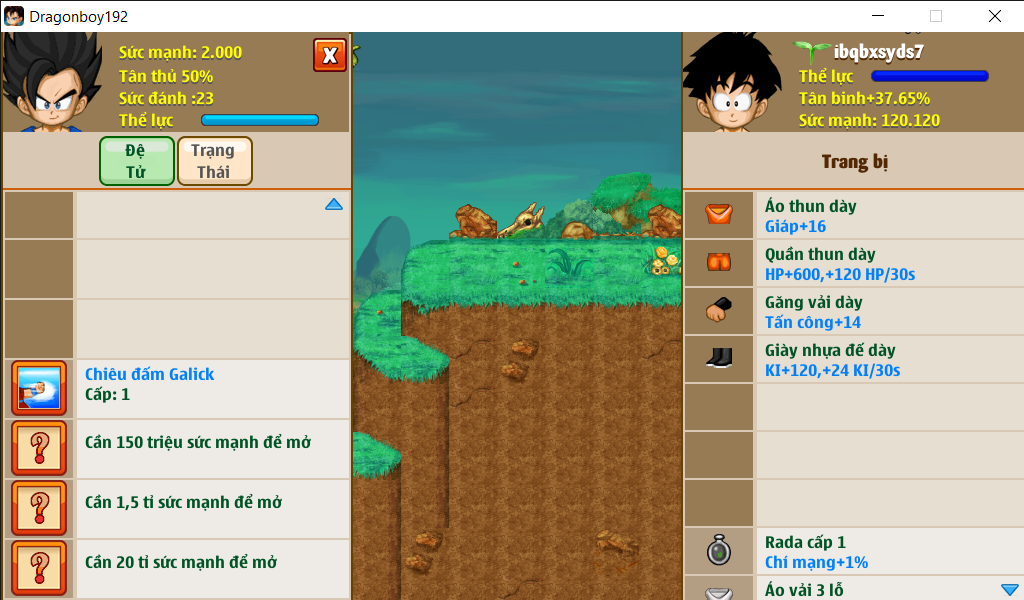 Dragonboy192
Sức mạnh: 2.000
Tân thủ 50%
Sức đánh :23
Thể lực
X
Đệ
Tử
Trạng
Thái
Chiêu đấm Galick
Cấp: 1
?
Cần 150 triệu sức mạnh để mở
?
Cần 1,5 tỉ sức mạnh để mở
?
Cần 20 tỉ sức mạnh để mở
ibqbxsyds7
Thể lực
Tân binh+37.65%
Sức mạnh: 120.120
Trang bị
Áo thun dày
Giáp+16
Quần thun dày
HP+600,+120 HP/30s
Găng vải dày
Tấn công+14
Giày nhựa đế dày
KI+120,+24 KI/30s
Rada cấp 1
Chí mạng+1%
Áo vải 3 lỗ